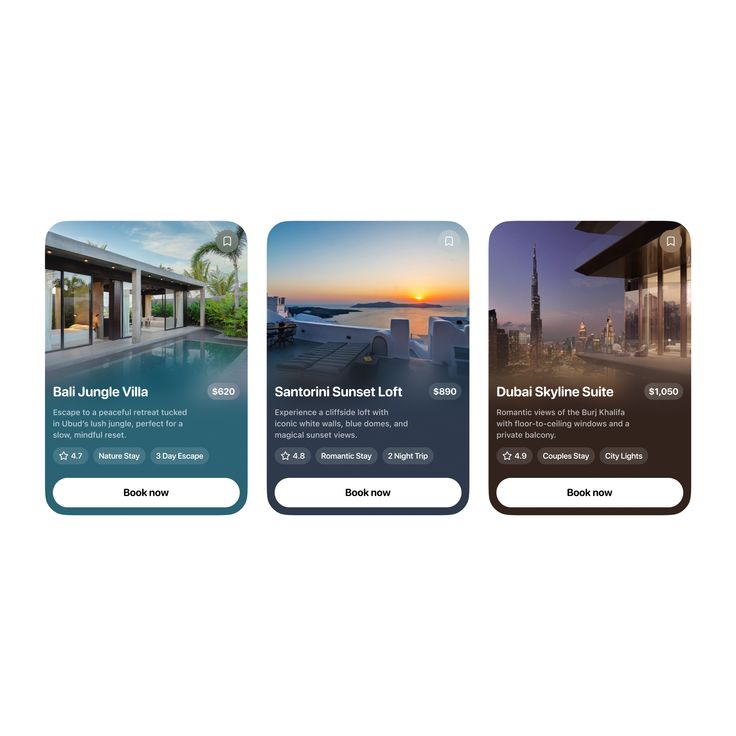 Bali Jungle Villa $620
Escape to a peaceful retreat tucked
in Ubud's lush jungle, perfect for a
slow, mindful reset.
4.7 Nature Stay 3 Day Escape
Book now
Santorini Sunset Loft $890
Experience a cliffside loft with
iconic white walls, blue domes, and
magical sunset views.
4.8 Romantic Stay 2 Night Trip
Book now
Dubai Skyline Suite $1,050
Romantic views of the Burj Khalifa
with floor-to-ceiling windows and a
private balcony.
4.9 Couples Stay City Lights
Book now